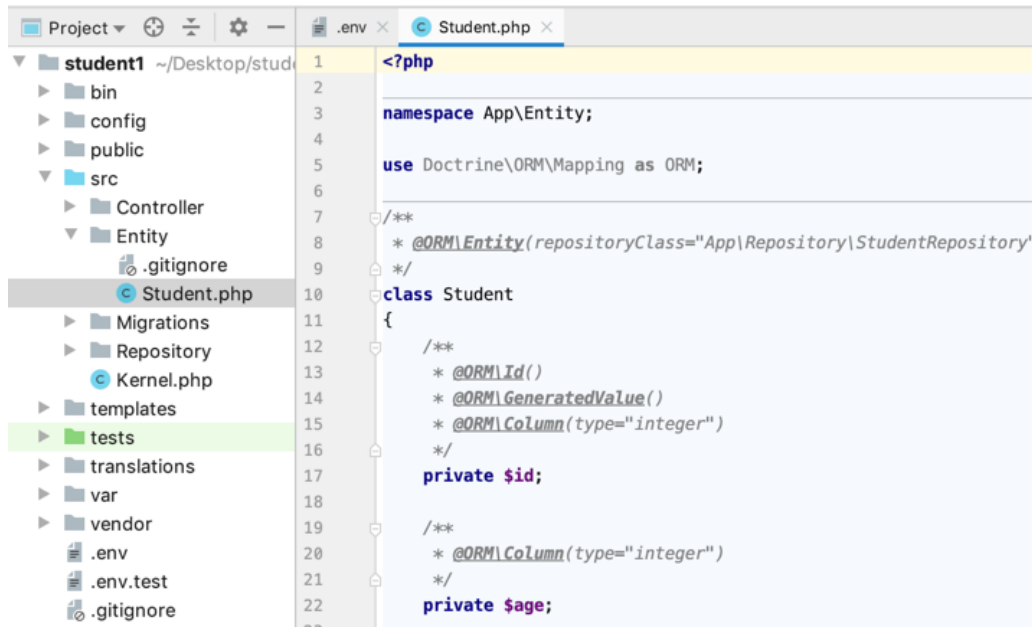 Project
student1 ~/Desktop/stud
bin
config
public
src
Controller
Entity
.gitignore
Student.php
Migrations
Repository
Kernel.php
templates
tests
translations
var
vendor
.env
.env.test
.gitignore
.env
Student.php
1 <?php
2
3 namespace App\Entity;
4
5 use Doctrine\ORM\Mapping as ORM;
6
7 /**
8 * @ORM\Entity(repositoryClass="App\Repository\StudentRepository"
9 */
10 class Student
11 {
12 /**
13 * @ORM\Id()
14 * @ORM\GeneratedValue()
15 * @ORM\Column(type="integer")
16 */
17 private $id;
18
19 /**
20 * @ORM\Column(type="integer")
21 */
22 private $age;